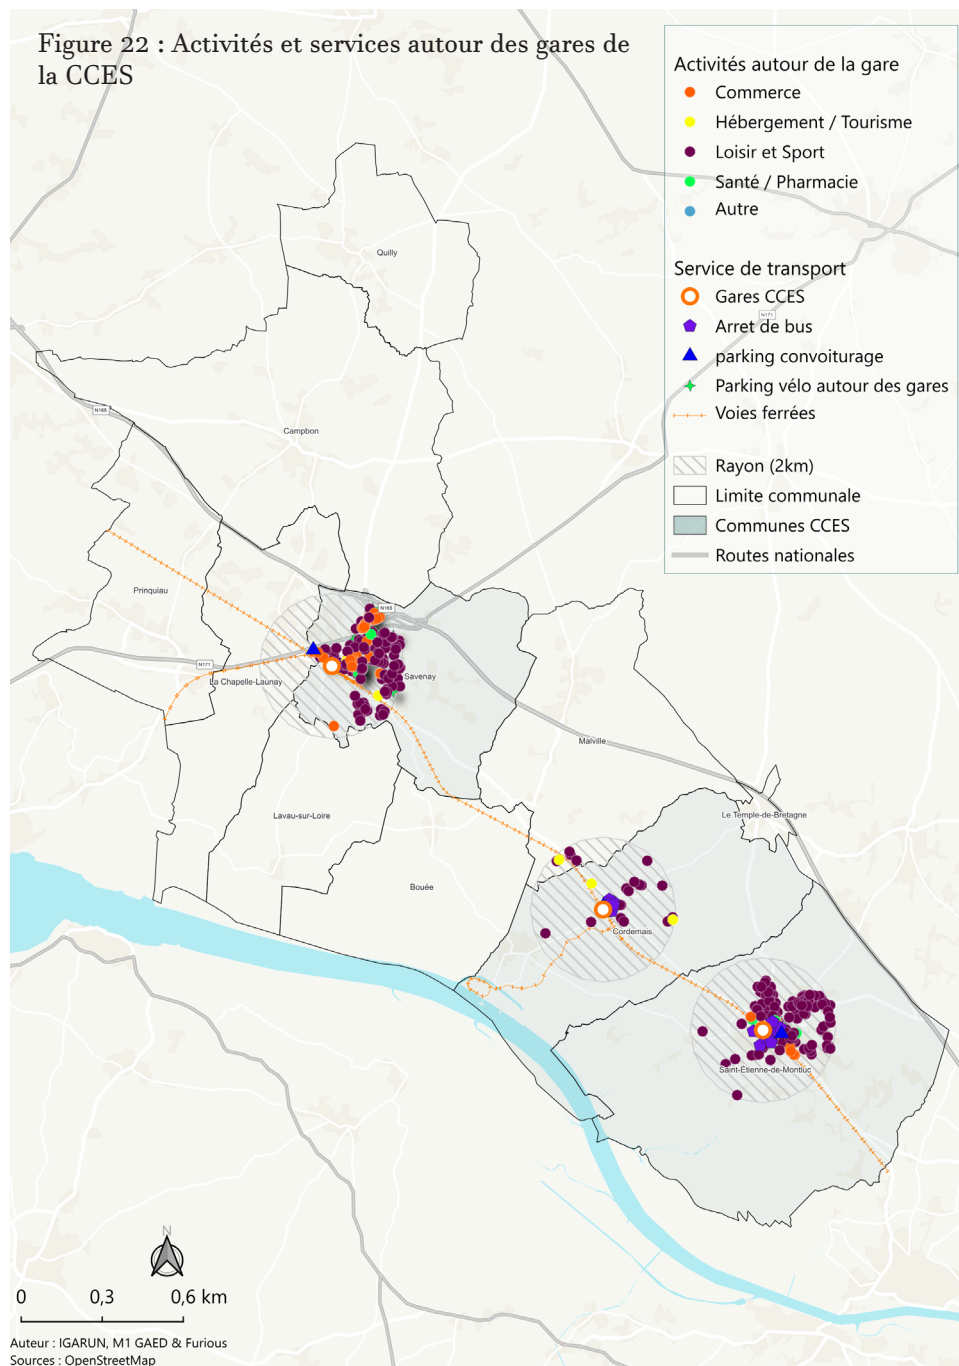 Figure 22 : Activités et services autour des gares de
la CCES
Activités autour de la gare
Commerce
Hébergement / Tourisme
Loisir et Sport
Santé / Pharmacie
Autre
Service de transport
Gares CCES
Arret de bus
parking convoiturage
Parking vélo autour des gares
Voies ferrées
Rayon (2km)
Limite communale
Communes CCES
Routes nationales
N171
Quilly
N165
Campbon
Prinquiau
N165
N171
La Chapelle-Launay
Savenay
Malville
Lavau-sur-Loire
Le Temple-de-Bretagne
Bouée
Cordemais
Saint-Étienne-de-Montluc
N
0 0,3 0,6 km
Auteur : IGARUN, M1 GAED & Furious
Sources : OpenStreetMap